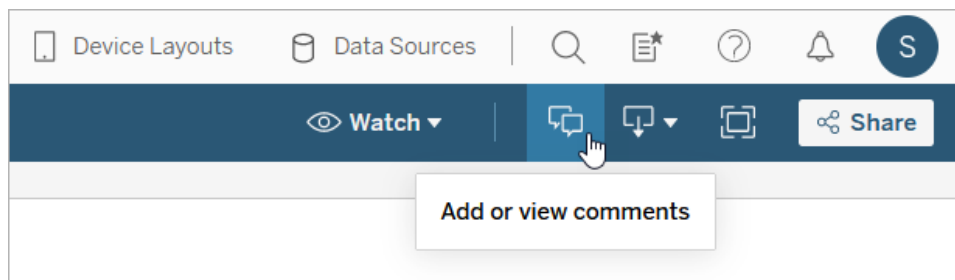 Device Layouts Data Sources S
Watch Share
Add or view comments